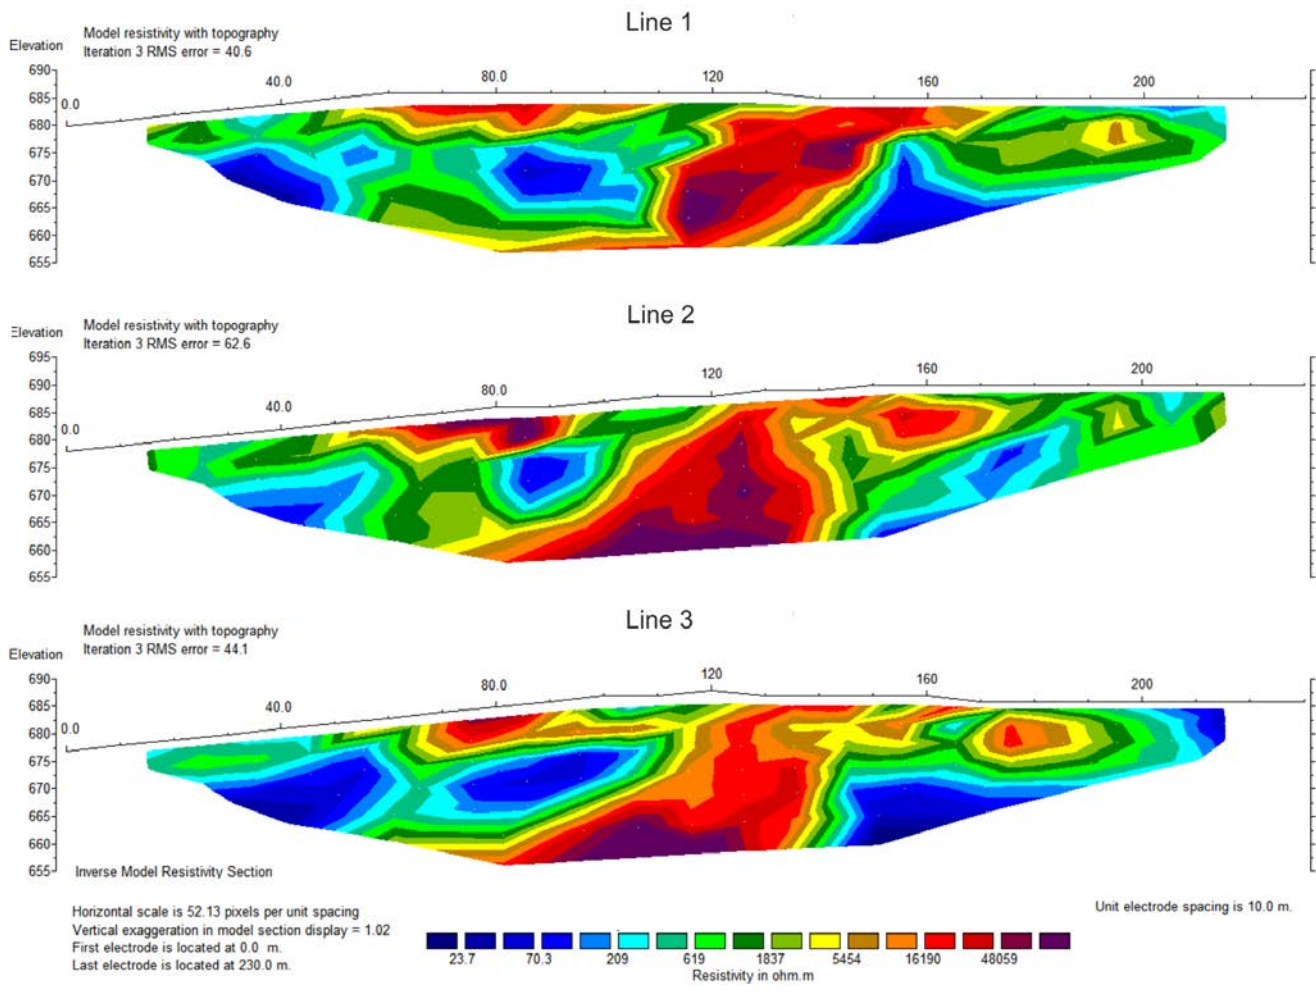 Line 1
Model resistivity with topography
Elevation Iteration 3 RMS error = 40.6
690
685
680
675
670
665
660
655
0.0 40.0 80.0 120 160 200
Line 2
Model resistivity with topography
Elevation Iteration 3 RMS error = 62.6
695
690
685
680
675
670
665
660
655
0.0 40.0 80.0 120 160 200
Line 3
Model resistivity with topography
Elevation Iteration 3 RMS error = 44.1
690
685
680
675
670
665
660
655
0.0 40.0 80.0 120 160 200
Inverse Model Resistivity Section
Horizontal scale is 52.13 pixels per unit spacing
Vertical exaggeration in model section display = 1.02
First electrode is located at 0.0 m.
Last electrode is located at 230.0 m.
Unit electrode spacing is 10.0 m.
23.7 70.3 209 619 1837 5454 16190 48059
Resistivity in ohm.m